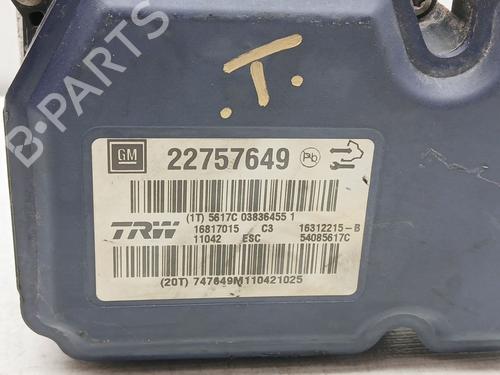 .T.
B-PARTS
GM 22757649 Pb
(1T) 5617C 03836455 1
TRW 16817015 C3 16312215-B
11042 ESC 54085617C
(20T) 747649M110421025